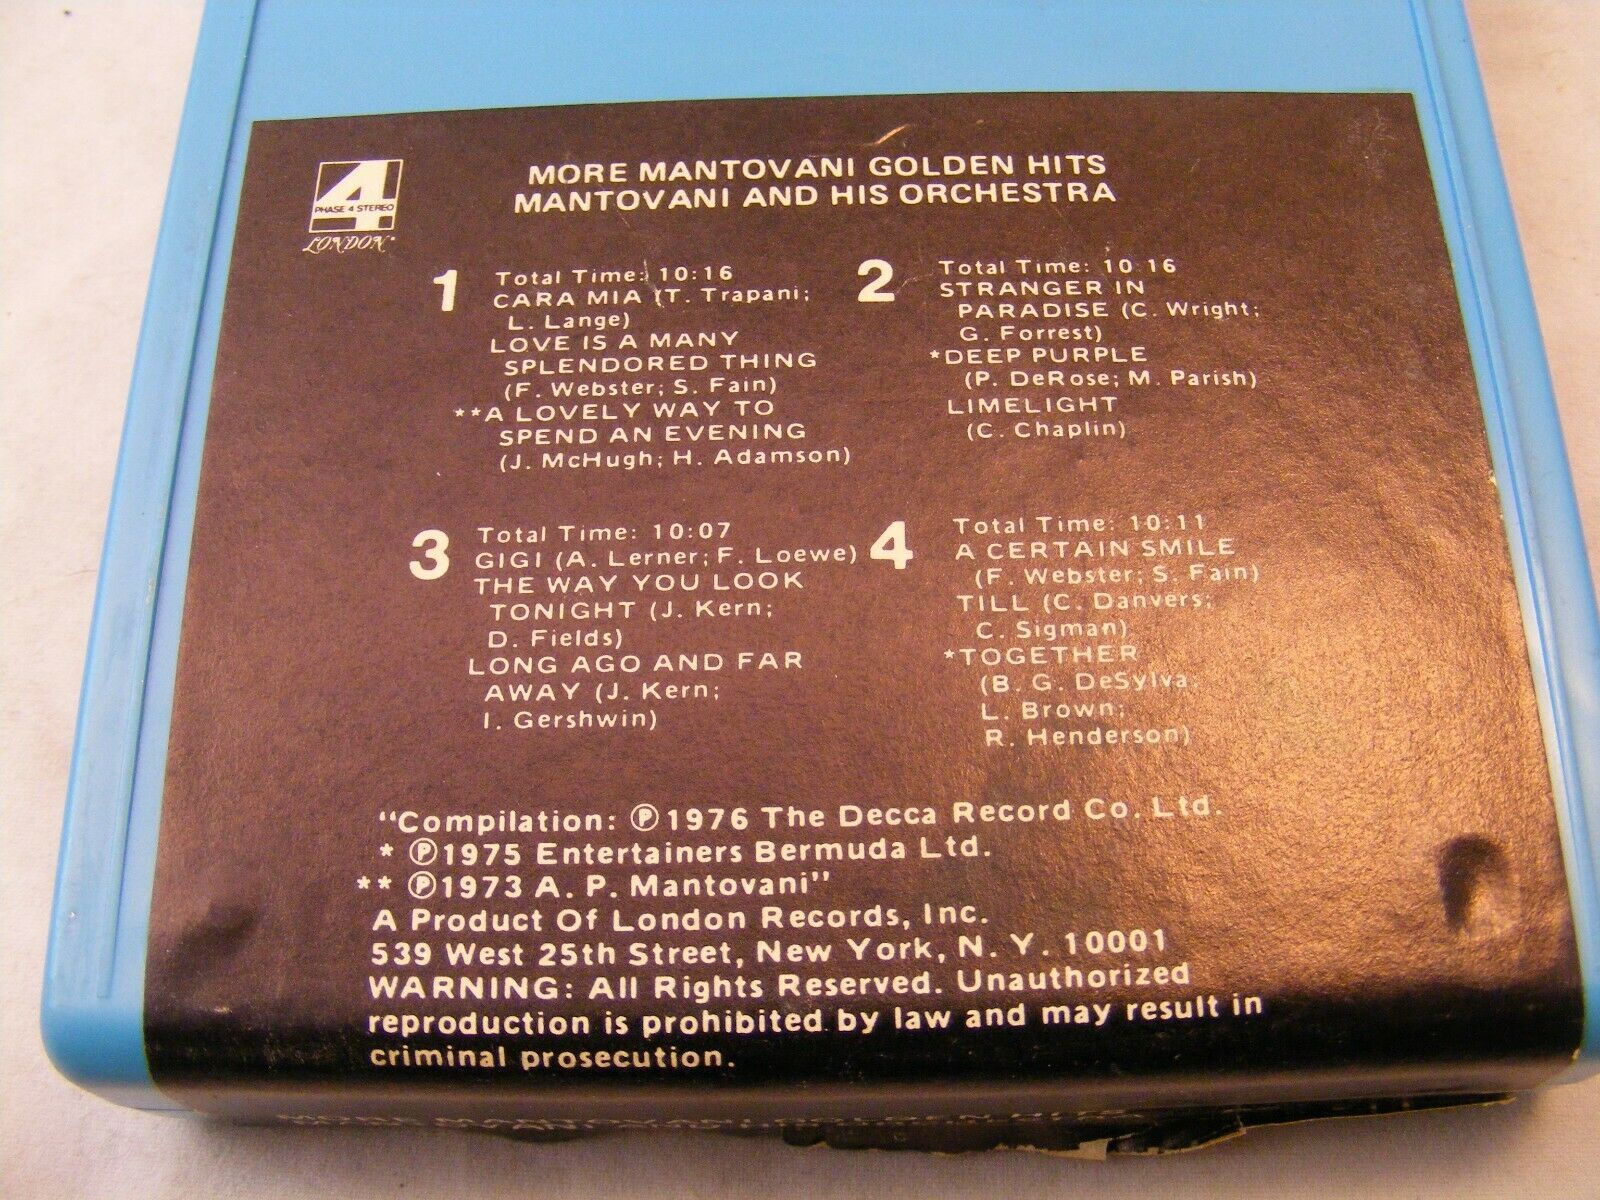 4
PHASE 4 STEREO
LONDON®
MORE MANTOVANI GOLDEN HITS
MANTOVANI AND HIS ORCHESTRA
1 Total Time: 10:16
CARA MIA (T. Trapani;
L. Lange)
LOVE IS A MANY
SPLENDORED THING
(F. Webster; S. Fain)
**A LOVELY WAY TO
SPEND AN EVENING
(J. McHugh; H. Adamson)
2 Total Time: 10:16
STRANGER IN
PARADISE (C. Wright;
G. Forrest)
*DEEP PURPLE
(P. DeRose; M. Parish)
LIMELIGHT
(C. Chaplin)
3 Total Time: 10:07
GIGI (A. Lerner; F. Loewe)
THE WAY YOU LOOK
TONIGHT (J. Kern;
D. Fields)
LONG AGO AND FAR
AWAY (J. Kern;
I. Gershwin)
4 Total Time: 10:11
A CERTAIN SMILE
(F. Webster; S. Fain)
TILL (C. Danvers;
C. Sigman)
*TOGETHER
(B. G. DeSylva;
L. Brown;
R. Henderson)
"Compilation: ℗1976 The Decca Record Co. Ltd.
* ℗1975 Entertainers Bermuda Ltd.
** ℗1973 A. P. Mantovani"
A Product Of London Records, Inc.
539 West 25th Street, New York, N. Y. 10001
WARNING: All Rights Reserved. Unauthorized
reproduction is prohibited by law and may result in
criminal prosecution.
MORE MANTOVANI GOLDEN HITS